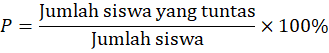 P = Jumlah siswa yang tuntas / Jumlah siswa × 100%